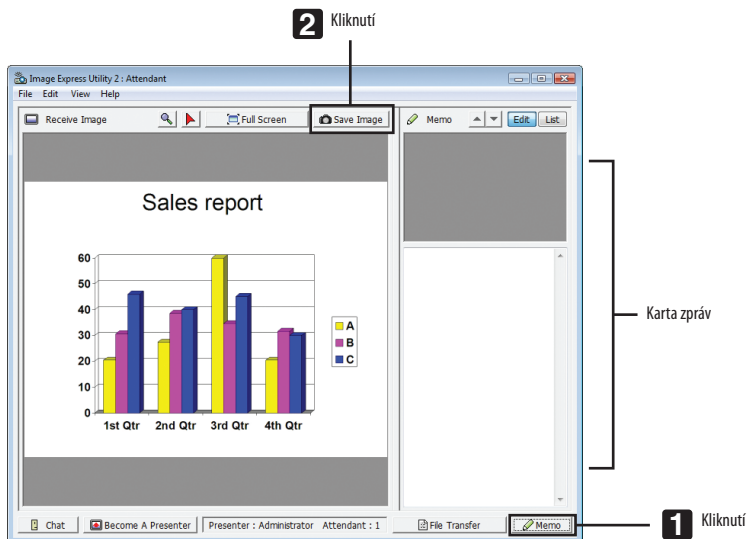 2 Kliknutí
Image Express Utility 2 : Attendant
File Edit View Help
Receive Image Full Screen Save Image Memo Edit List
Sales report
60
50
40
30
20
10
0
1st Qtr 2nd Qtr 3rd Qtr 4th Qtr
A
B
C
Karta zpráv
Chat Become A Presenter Presenter : Administrator Attendant : 1 File Transfer Memo
1 Kliknutí